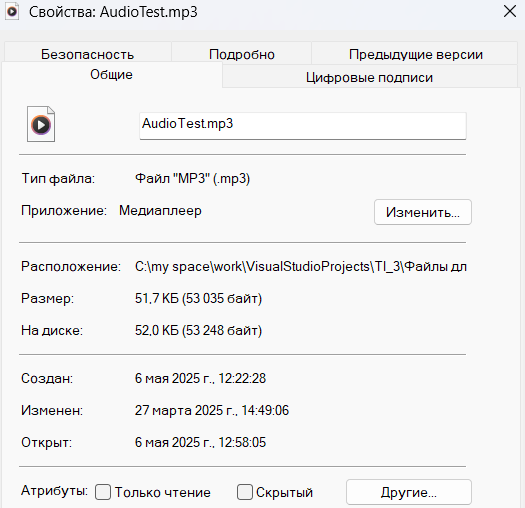 Свойства: AudioTest.mp3
Безопасность Подробно Предыдущие версии
Общие Цифровые подписи
AudioTest.mp3
Тип файла: Файл "MP3" (.mp3)
Приложение: Медиаплеер Изменить...
Расположение: C:\my space\work\VisualStudioProjects\TI_3\Файлы дл
Размер: 51,7 КБ (53 035 байт)
На диске: 52,0 КБ (53 248 байт)
Создан: 6 мая 2025 г., 12:22:28
Изменен: 27 марта 2025 г., 14:49:06
Открыт: 6 мая 2025 г., 12:58:05
Атрибуты: Только чтение Скрытый Другие...